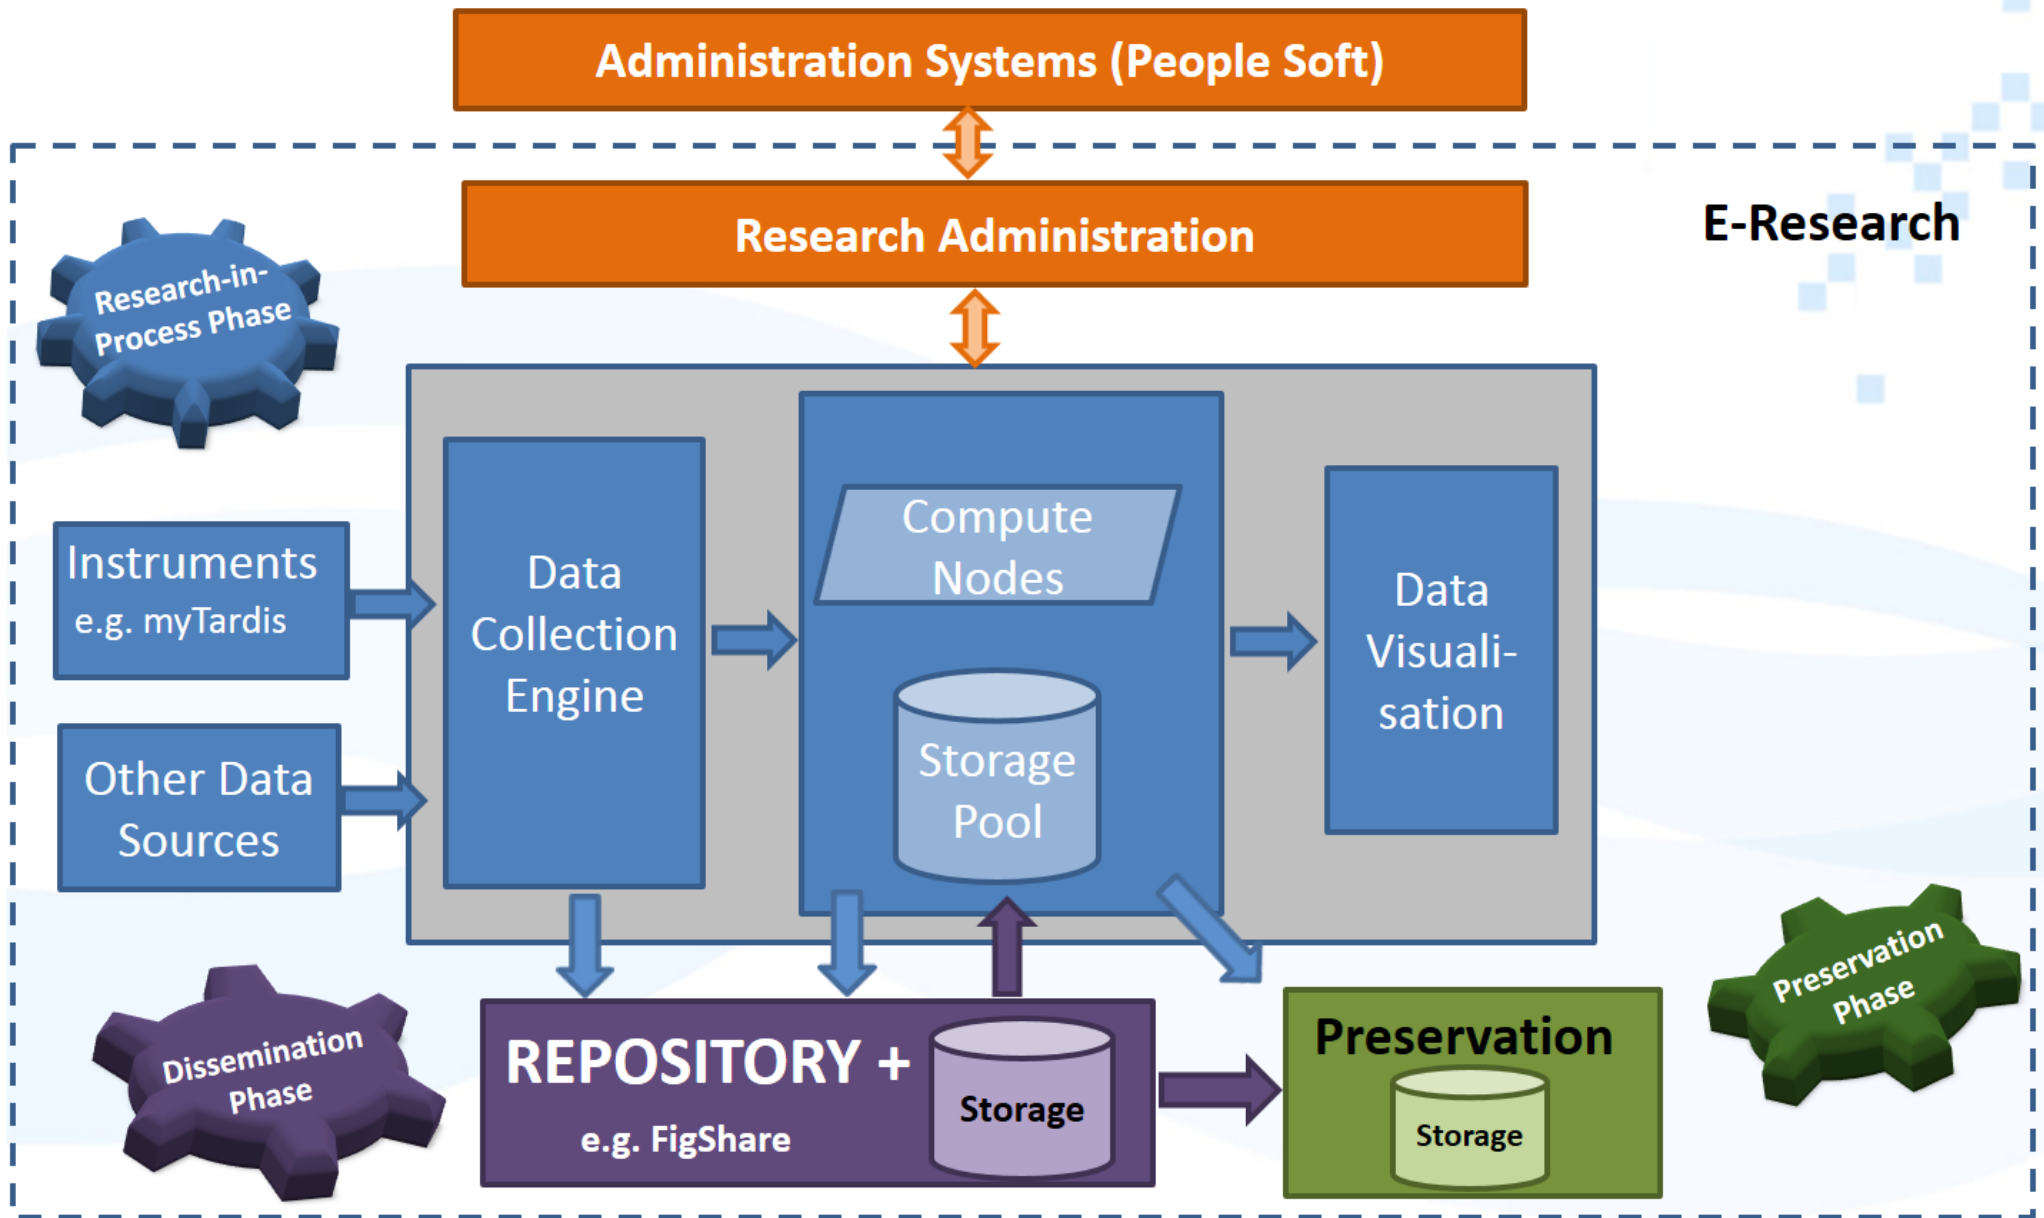 Administration Systems (People Soft)
Research Administration
E-Research
Research-in-
Process Phase
Instruments
e.g. myTardis
Other Data
Sources
Data
Collection
Engine
Compute
Nodes
Storage
Pool
Data
Visuali-
sation
Dissemination
Phase
REPOSITORY +
e.g. FigShare
Storage
Preservation
Storage
Preservation
Phase